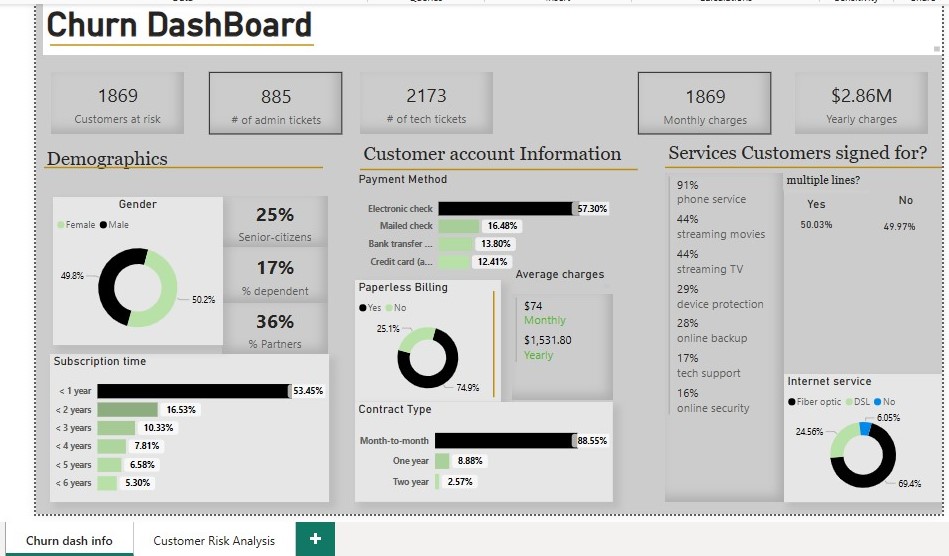 Churn DashBoard
1869
Customers at risk
885
# of admin tickets
2173
# of tech tickets
1869
Monthly charges
$2.86M
Yearly charges
Demographics
Gender
Female Male
49.8%
50.2%
25%
Senior-citizens
17%
% dependent
36%
% Partners
Subscription time
< 1 year 53.45%
< 2 years 16.53%
< 3 years 10.33%
< 4 years 7.81%
< 5 years 6.58%
< 6 years 5.30%
Customer account Information
Payment Method
Electronic check 57.30%
Mailed check 16.48%
Bank transfer ... 13.80%
Credit card (a... 12.41%
Paperless Billing
Yes No
25.1%
74.9%
Average charges
$74
Monthly
$1,531.80
Yearly
Contract Type
Month-to-month 88.55%
One year 8.88%
Two year 2.57%
Services Customers signed for?
91%
phone service
44%
streaming movies
44%
streaming TV
29%
device protection
28%
online backup
17%
tech support
16%
online security
multiple lines?
Yes No
50.03% 49.97%
Internet service
Fiber optic DSL No
6.05%
24.56%
69.4%
Churn dash info
Customer Risk Analysis
+